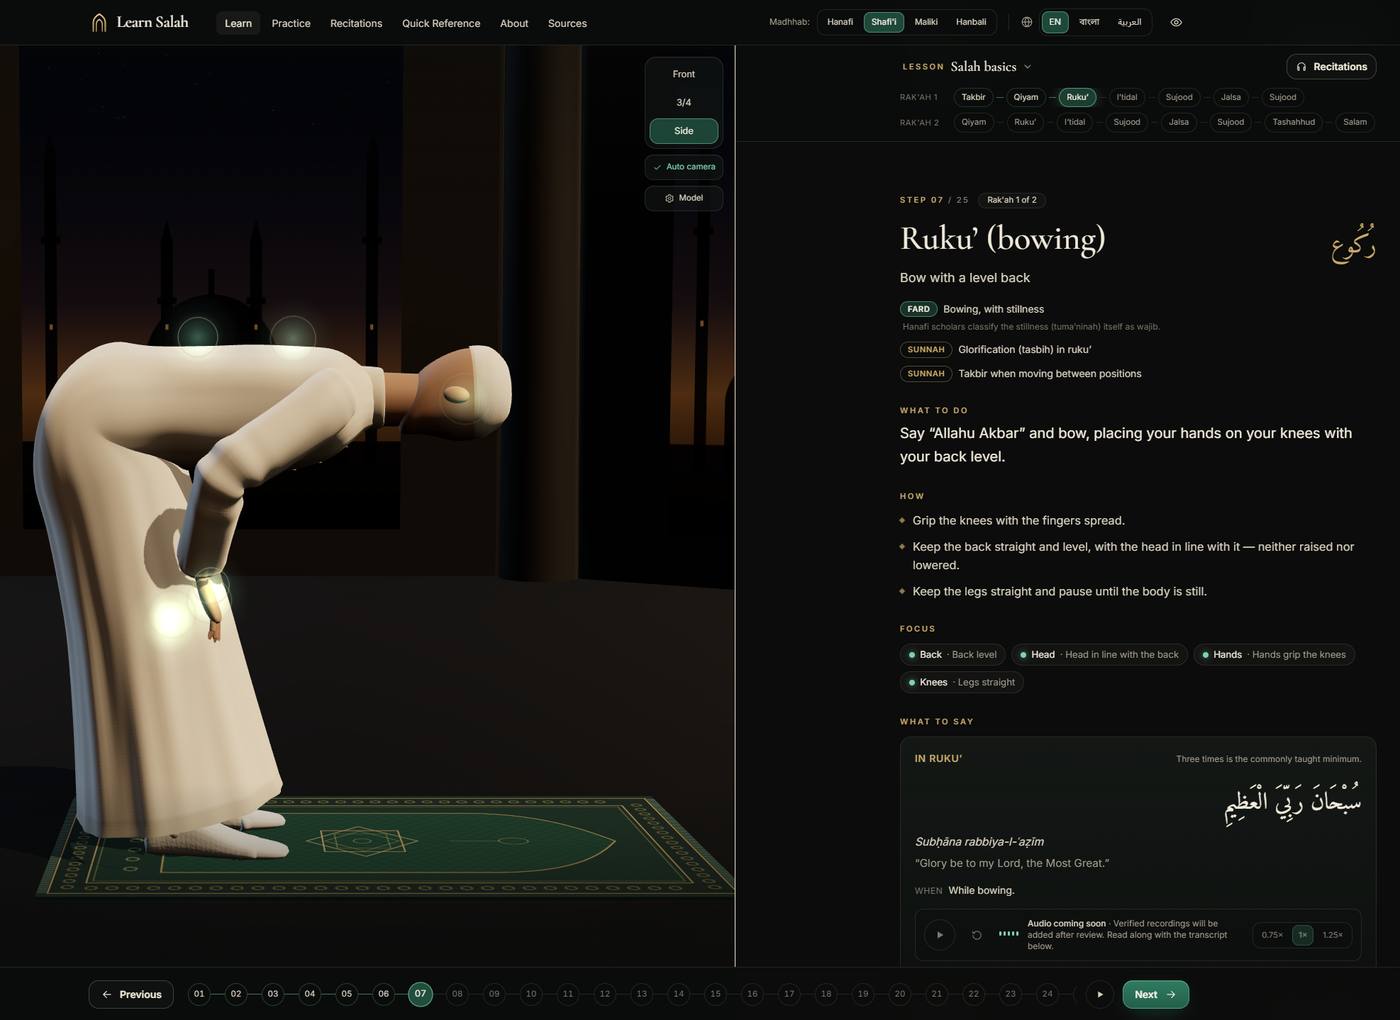 Learn Salah
Learn Practice Recitations Quick Reference About Sources
Madhhab: Hanafi Shafi'i Maliki Hanbali EN বাংলা العربية
Front
3/4
Side
Auto camera
Model
LESSON Salah basics
Recitations
RAK'AH 1 Takbir Qiyam Ruku' I'tidal Sujood Jalsa Sujood
RAK'AH 2 Qiyam Ruku' I'tidal Sujood Jalsa Sujood Tashahhud Salam
STEP 07 / 25 Rak'ah 1 of 2
Ruku’ (bowing)
رُكُوع
Bow with a level back
FARD Bowing, with stillness
Hanafi scholars classify the stillness (tuma'ninah) itself as wajib.
SUNNAH Glorification (tasbih) in ruku’
SUNNAH Takbir when moving between positions
WHAT TO DO
Say “Allahu Akbar” and bow, placing your hands on your knees with
your back level.
HOW
Grip the knees with the fingers spread.
Keep the back straight and level, with the head in line with it — neither raised nor
lowered.
Keep the legs straight and pause until the body is still.
FOCUS
Back · Back level Head · Head in line with the back Hands · Hands grip the knees
Knees · Legs straight
WHAT TO SAY
IN RUKU’ Three times is the commonly taught minimum.
سُبْحَانَ رَبِّيَ الْعَظِيمِ
Subḥāna rabbiya-l-ʿaẓīm
“Glory be to my Lord, the Most Great.”
WHEN While bowing.
Audio coming soon · Verified recordings will be
added after review. Read along with the transcript
below.
0.75× 1× 1.25×
Previous 01 02 03 04 05 06 07 08 09 10 11 12 13 14 15 16 17 18 19 20 21 22 23 24 Next